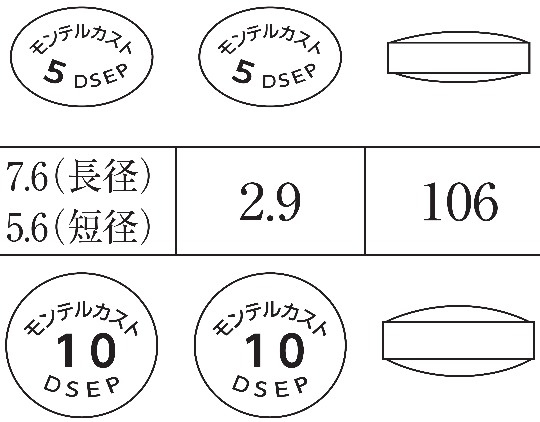 モンテルカスト モンテルカスト
5 DSEP 5 DSEP
7.6(長径) 2.9 106
5.6(短径)
モンテルカスト モンテルカスト
10 10
DSEP DSEP